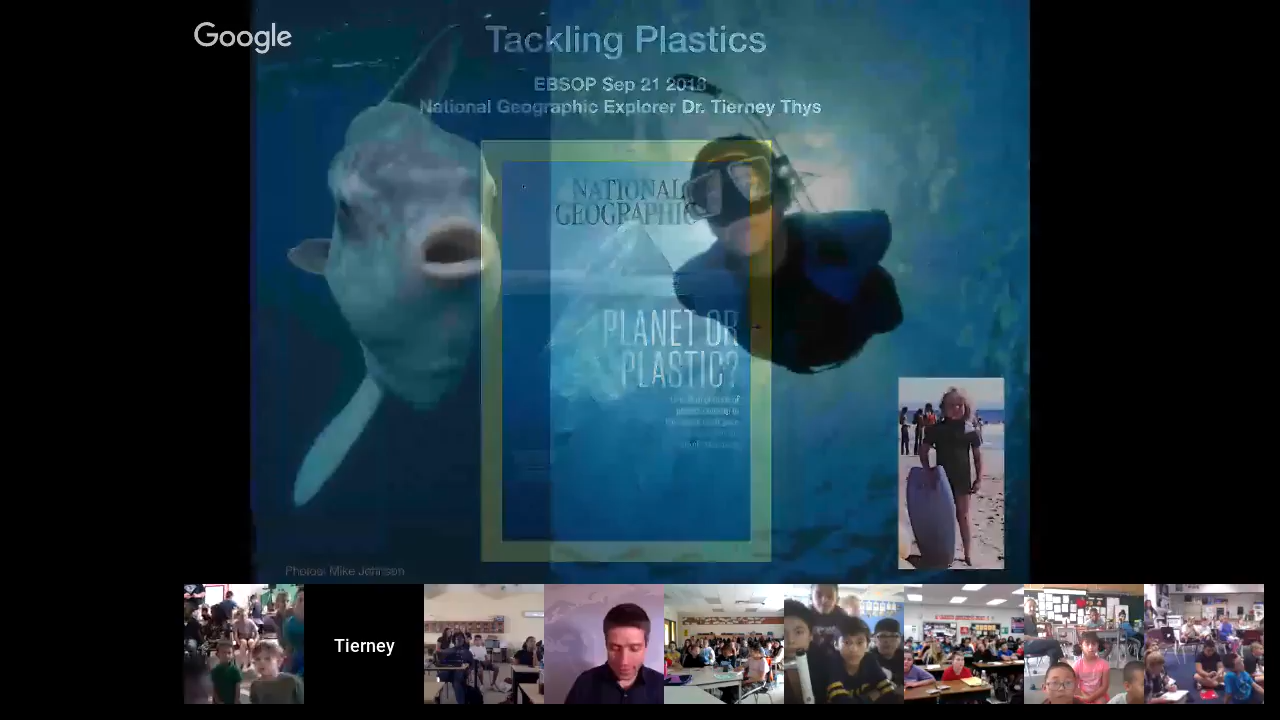 Google
Tackling Plastics
EBSOP Sep 21 2018
National Geographic Explorer Dr. Tierney Thys
NATIONAL
GEOGRAPHIC
PLANET OR
PLASTIC?
Photos: Mike Johnson
Tierney